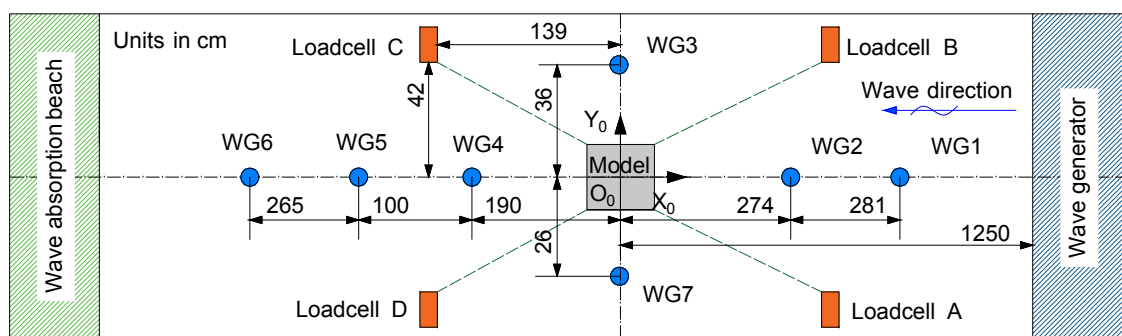 Units in cm
Loadcell C
139
WG3
Loadcell B
Wave direction
42
36
Y0
WG6
WG5
WG4
Model
WG2
WG1
O0
X0
265
100
190
274
281
26
1250
WG7
Loadcell D
Loadcell A
Wave absorption beach
Wave generator